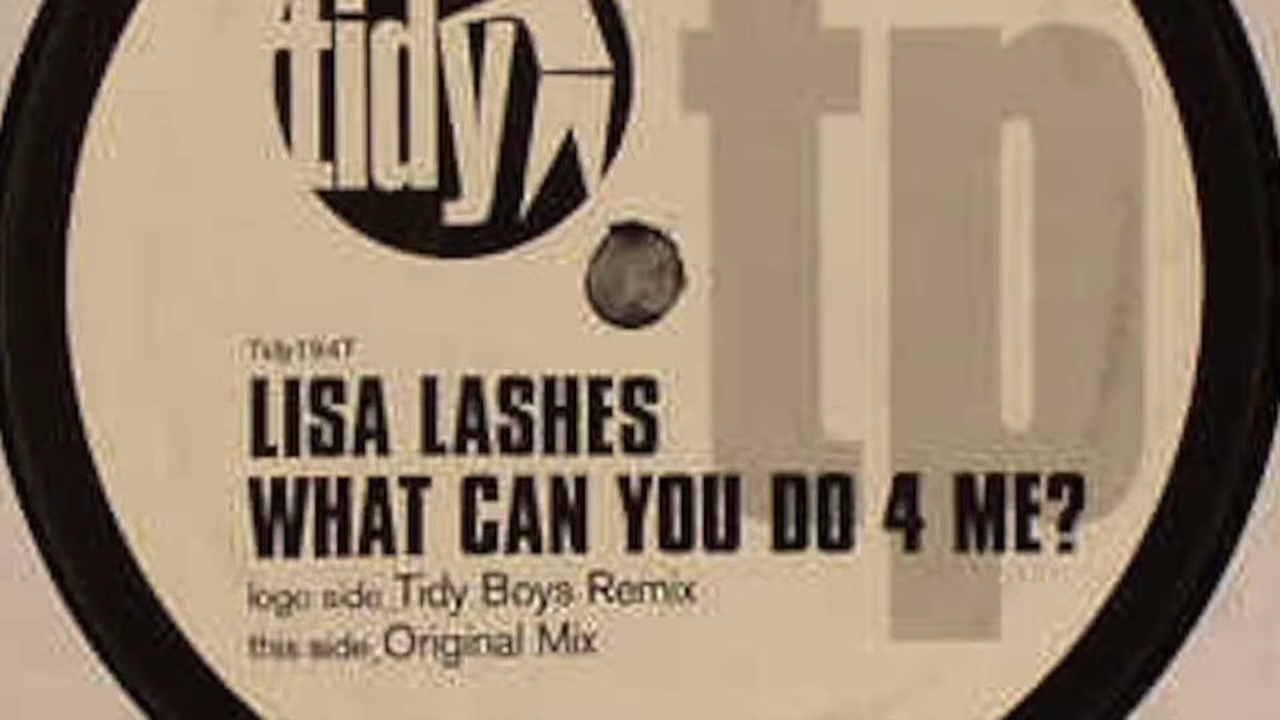 tidy
tp
Tidy194T
LISA LASHES
WHAT CAN YOU DO 4 ME?
logo side Tidy Boys Remix
this side Original Mix